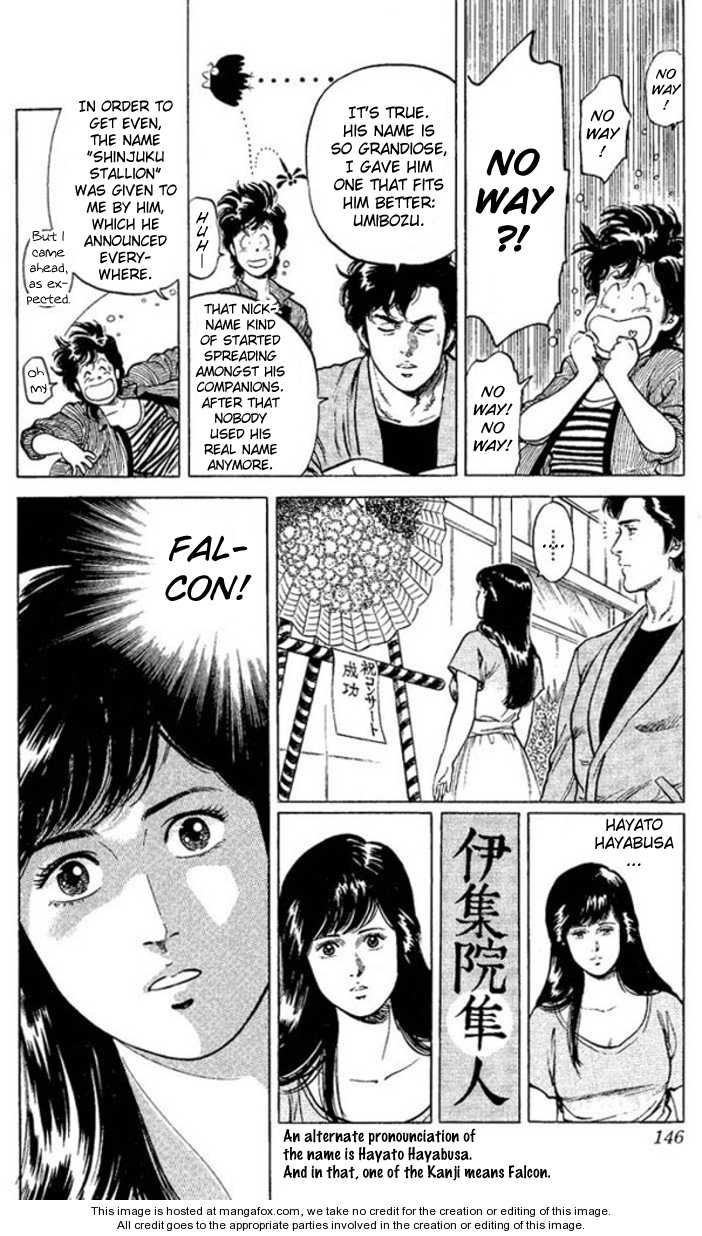 NO
WAY
!
NO
WAY
!
NO
WAY
?!
NO
WAY!
NO
WAY!
IT'S TRUE.
HIS NAME IS
SO GRANDIOSE,
I GAVE HIM
ONE THAT FITS
HIM BETTER:
UMIBOZU.
HUH—
THAT NICK-
NAME KIND
OF STARTED
SPREADING
AMONGST HIS
COMPANIONS.
AFTER THAT
NOBODY
USED HIS
REAL NAME
ANYMORE.
IN ORDER TO
GET EVEN,
THE NAME
"SHINJUKU
STALLION"
WAS GIVEN TO
ME BY HIM,
WHICH HE
ANNOUNCED
EVERY-
WHERE.
But I
came
ahead,
as ex-
pected.
oh
my
......
祝コンサート
成功
HAYATO
HAYABUSA
...
伊集院隼人
An alternate pronounciation of
the name is Hayato Hayabusa.
And in that, one of the Kanji means Falcon.
FAL-
CON!
146
This image is hosted at mangafox.com, we take no credit for the creation or editing of this image.
All credit goes to the appropriate parties involved in the creation or editing of this image.